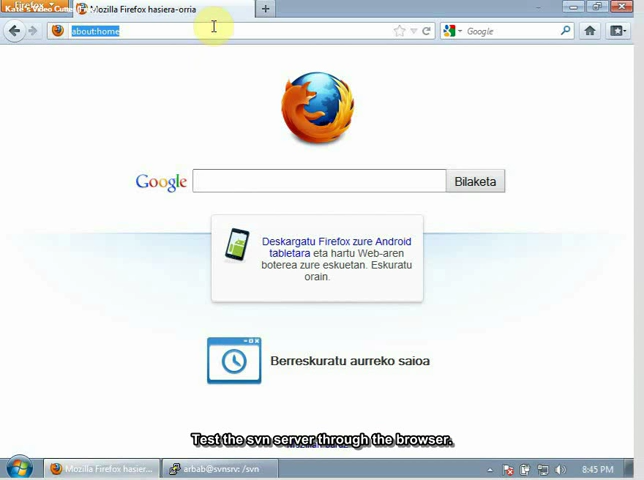 Firefox
Mozilla Firefox hasiera-orria
about:home
Google
Google
Bilaketa
Deskargatu Firefox zure Android
tabletara eta hartu Web-aren
boterea zure eskuetan. Eskuratu
orain.
Berreskuratu aurreko saioa
Test the svn server through the browser.
Mozilla Firefox hasier...
arbab@svnsrv: /svn
8:45 PM